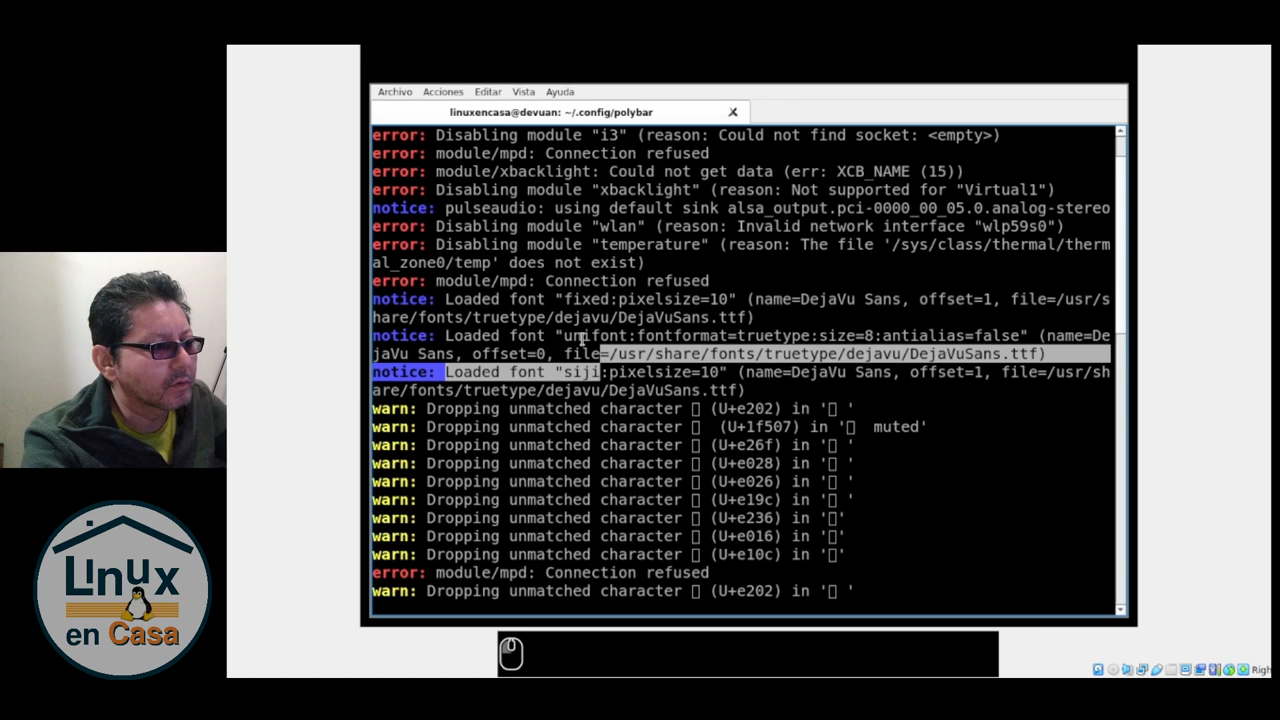 Archivo Acciones Editar Vista Ayuda
linuxencasa@devuan: ~/.config/polybar
error: Disabling module "i3" (reason: Could not find socket: <empty>)
error: module/mpd: Connection refused
error: module/xbacklight: Could not get data (err: XCB_NAME (15))
error: Disabling module "xbacklight" (reason: Not supported for "Virtual1")
notice: pulseaudio: using default sink alsa_output.pci-0000_00_05.0.analog-stereo
error: Disabling module "wlan" (reason: Invalid network interface "wlp59s0")
error: Disabling module "temperature" (reason: The file '/sys/class/thermal/therm
al_zone0/temp' does not exist)
error: module/mpd: Connection refused
notice: Loaded font "fixed:pixelsize=10" (name=DejaVu Sans, offset=1, file=/usr/s
hare/fonts/truetype/dejavu/DejaVuSans.ttf)
notice: Loaded font "unifont:fontformat=truetype:size=8:antialias=false" (name=De
jaVu Sans, offset=0, file=/usr/share/fonts/truetype/dejavu/DejaVuSans.ttf)
notice: Loaded font "siji:pixelsize=10" (name=DejaVu Sans, offset=1, file=/usr/sh
are/fonts/truetype/dejavu/DejaVuSans.ttf)
warn: Dropping unmatched character ▯ (U+e202) in '▯ '
warn: Dropping unmatched character ▯ (U+1f507) in '▯ muted'
warn: Dropping unmatched character ▯ (U+e26f) in '▯ '
warn: Dropping unmatched character ▯ (U+e028) in '▯ '
warn: Dropping unmatched character ▯ (U+e026) in '▯ '
warn: Dropping unmatched character ▯ (U+e19c) in '▯ '
warn: Dropping unmatched character ▯ (U+e236) in '▯'
warn: Dropping unmatched character ▯ (U+e016) in '▯'
warn: Dropping unmatched character ▯ (U+e10c) in '▯'
error: module/mpd: Connection refused
warn: Dropping unmatched character ▯ (U+e202) in '▯ '
Linux
en Casa
Righ